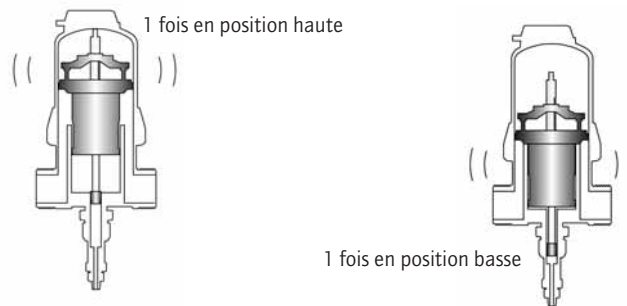 1 fois en position haute
1 fois en position basse